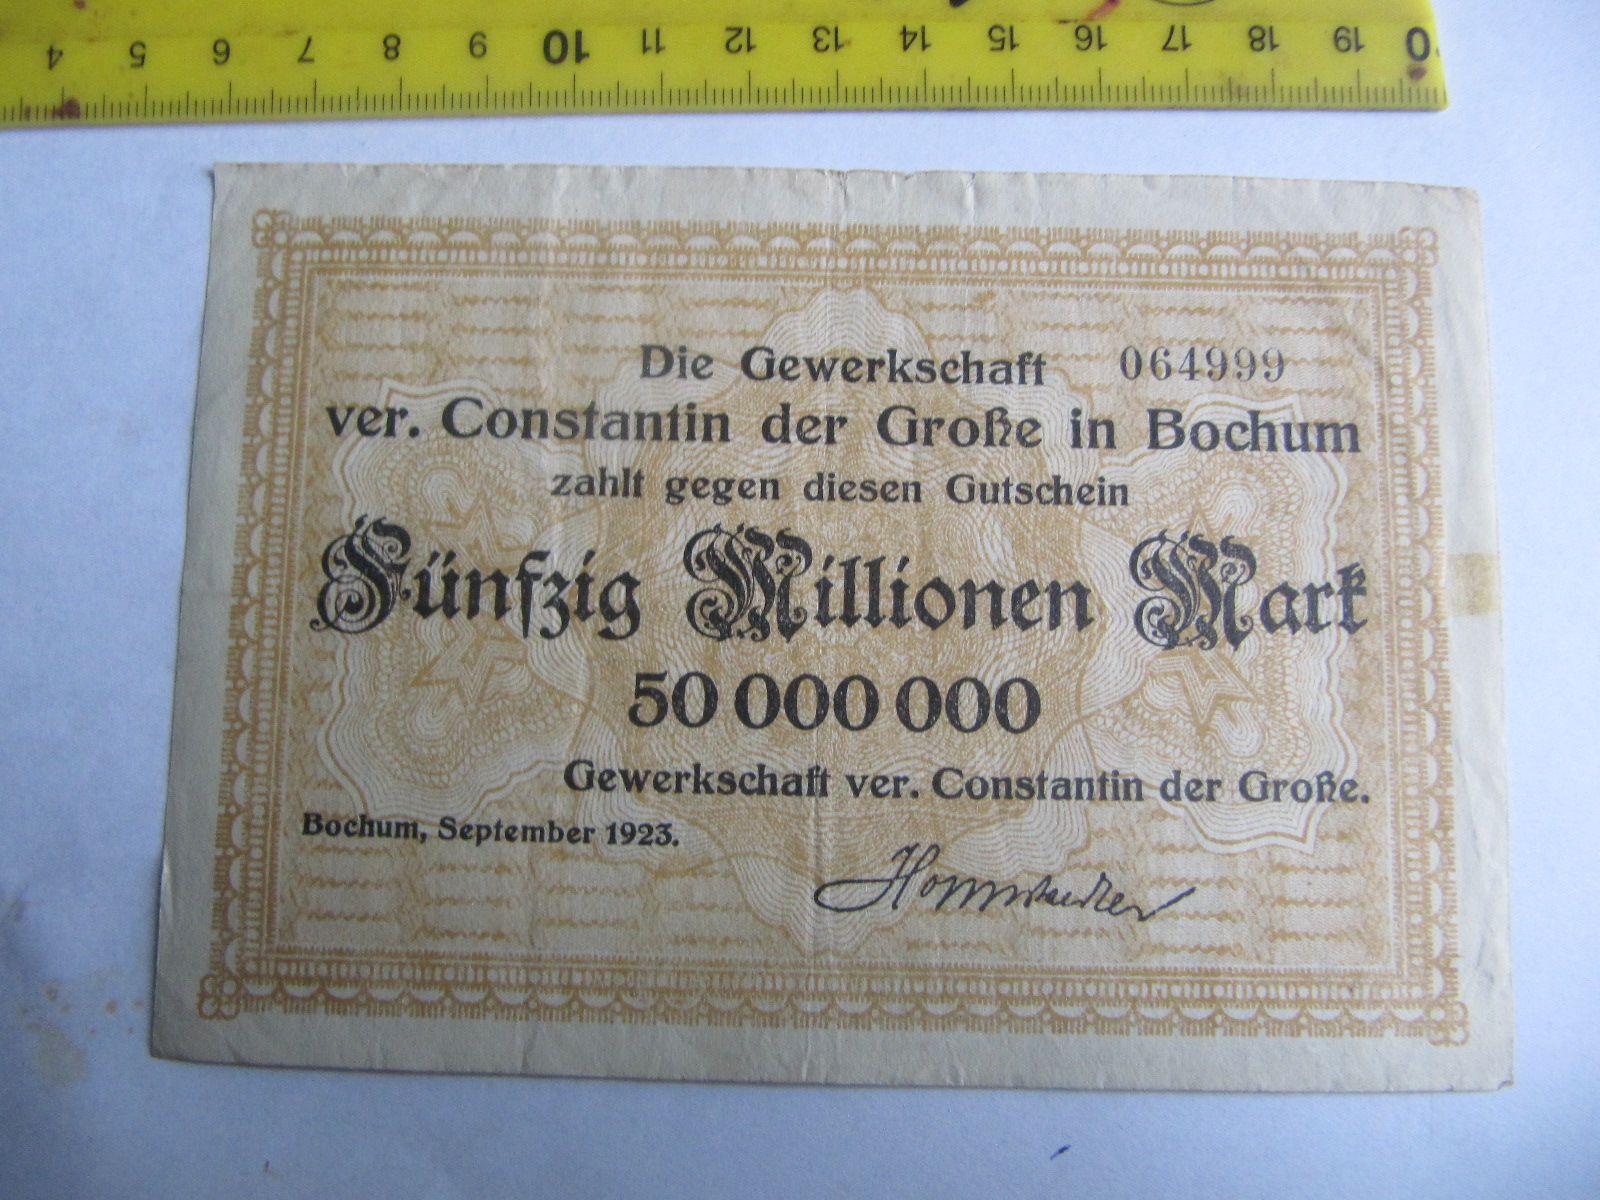 4 5 6 7 8 9 10 11 12 13 14 15 16 17 18 19 0
Die Gewerkschaft 064999
ver. Constantin der Große in Bochum
zahlt gegen diesen Gutschein
Fünfzig Millionen Mark
50 000 000
Gewerkschaft ver. Constantin der Große.
Bochum, September 1923.